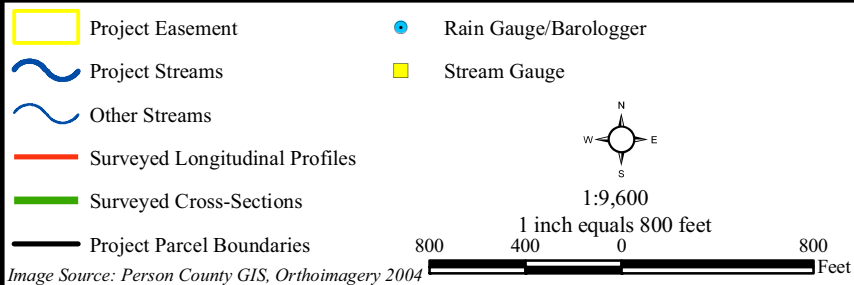 Project Easement
Project Streams
Other Streams
Surveyed Longitudinal Profiles
Surveyed Cross-Sections
Project Parcel Boundaries
Image Source: Person County GIS, Orthoimagery 2004
Rain Gauge/Barologger
Stream Gauge
N
W E
S
1:9,600
1 inch equals 800 feet
800 400 0 800
Feet